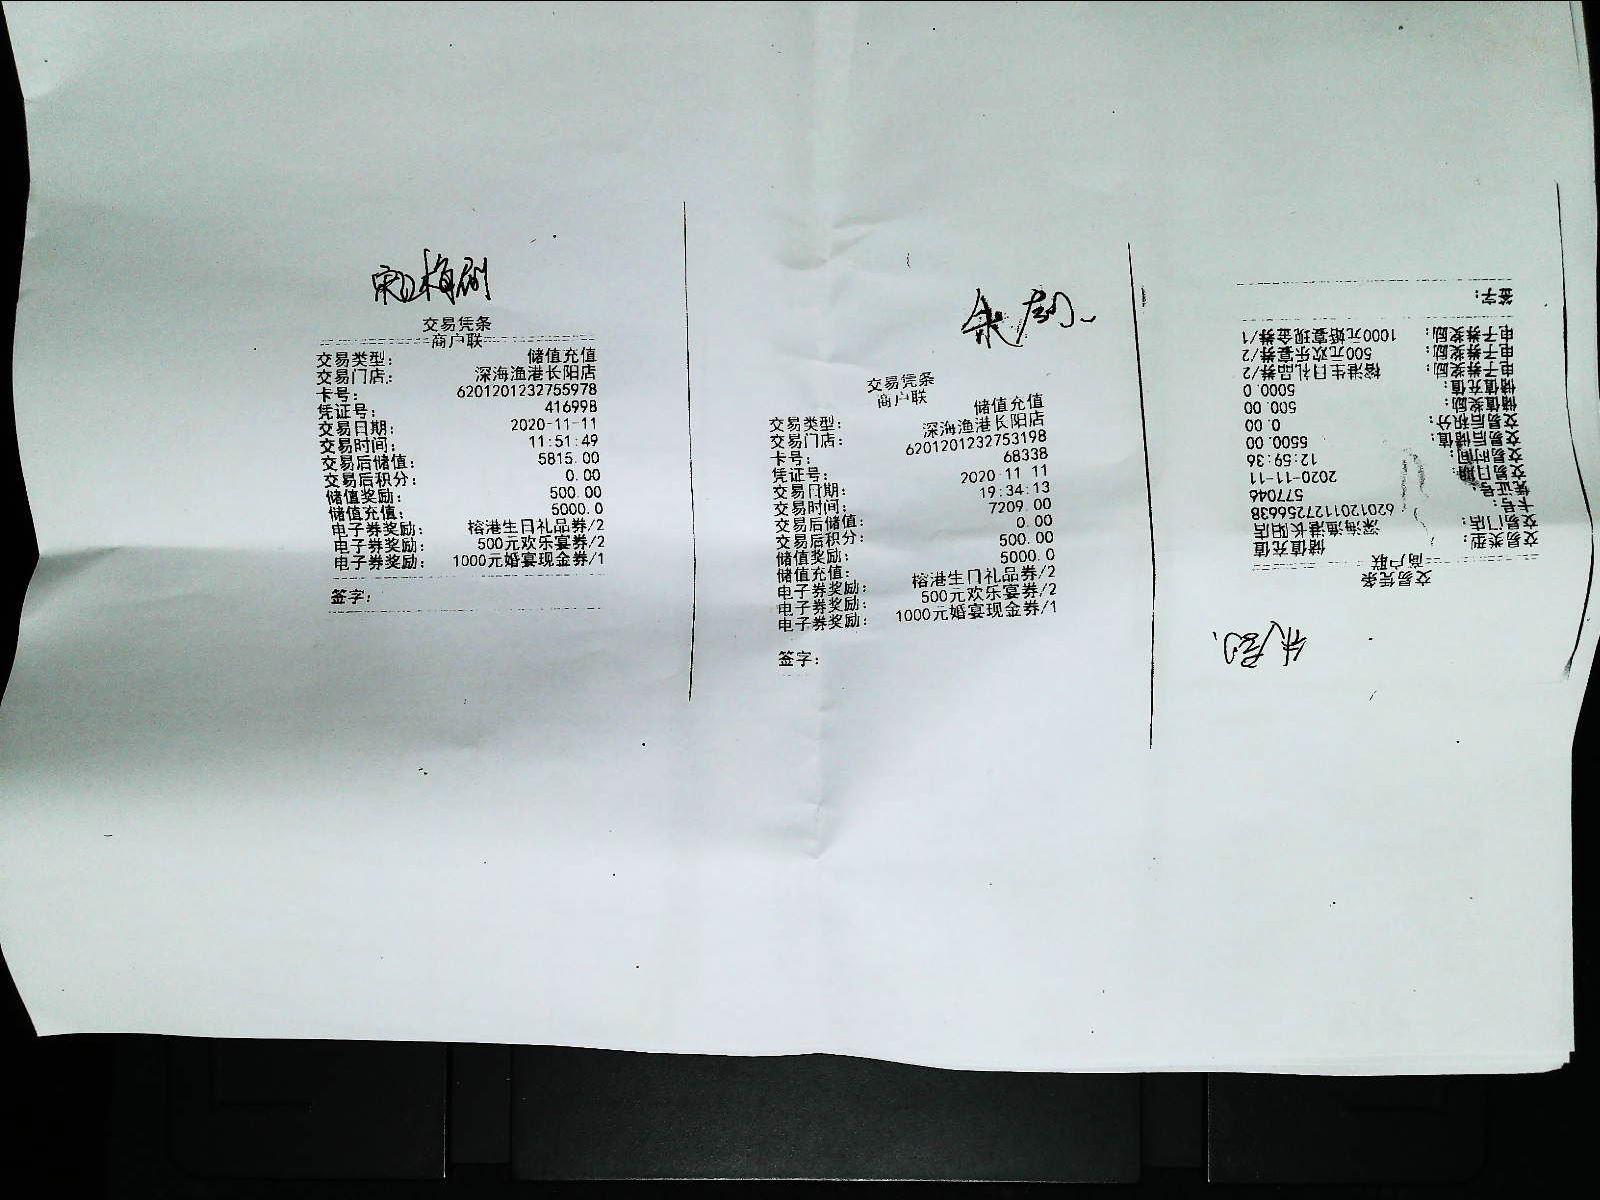 交易凭条
商户联
交易类型： 储值充值
交易门店： 深海渔港长阳店
卡号： 6201201232755978
凭证号： 416998
交易日期： 2020-11-11
交易时间： 11:51:49
交易后储值： 5815.00
交易后积分： 0.00
储值奖励： 500.00
储值充值： 5000.0
电子券奖励： 榕港生日礼品券/2
电子券奖励： 500元欢乐宴券/2
电子券奖励： 1000元婚宴现金券/1
签字：
交易凭条
商户联
交易类型： 储值充值
交易门店： 深海渔港长阳店
卡号： 6201201232753198
凭证号： 68338
交易日期： 2020 11 11
交易时间： 19:34:13
交易后储值： 7209.00
交易后积分： 0.00
储值奖励： 500.00
储值充值： 5000.0
电子券奖励： 榕港生日礼品券/2
电子券奖励： 500元欢乐宴券/2
电子券奖励： 1000元婚宴现金券/1
签字：
交易凭条
商户联
交易类型： 储值充值
交易门店： 深海渔港长阳店
卡号： 6201201127256638
凭证号： 577046
交易日期： 2020-11-11
交易时间： 12:59:36
交易后储值： 5500.00
交易后积分： 0.00
储值奖励： 500.00
储值充值： 5000.0
电子券奖励： 榕港生日礼品券/2
电子券奖励： 500元欢乐宴券/2
电子券奖励： 1000元婚宴现金券/1
签字：